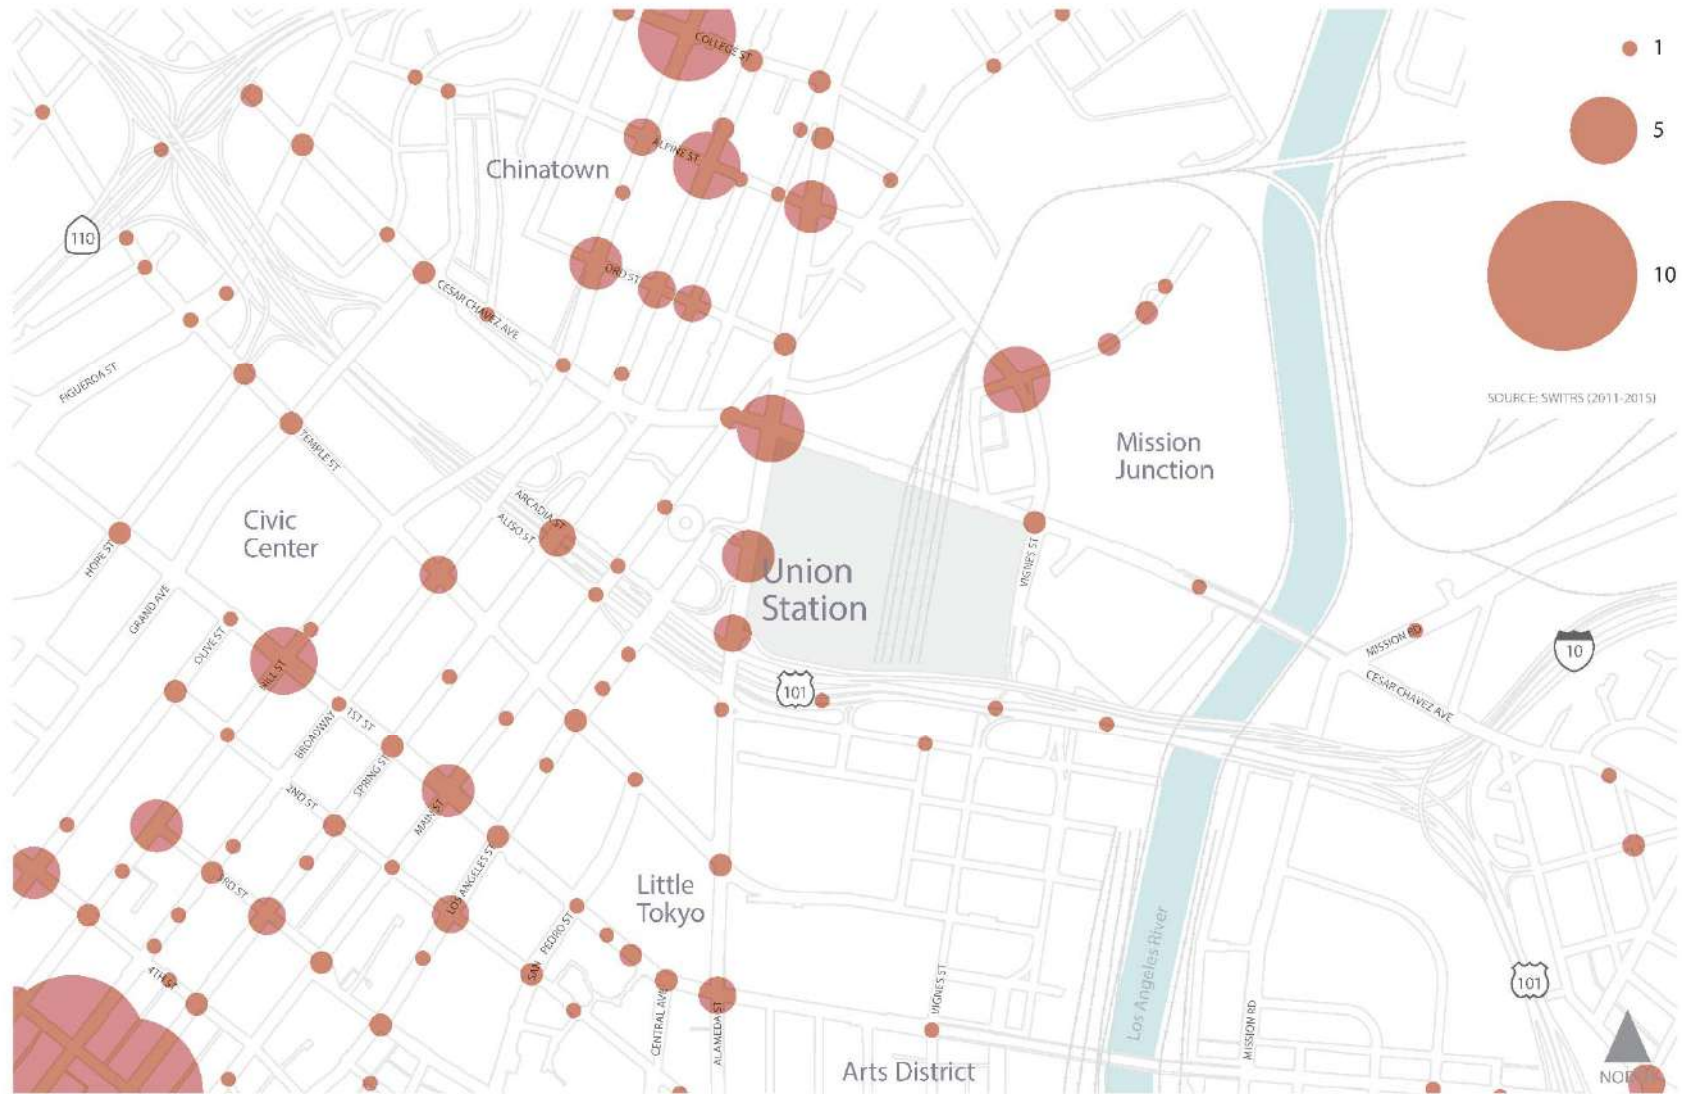 COLLEGE ST
1
5
10
SOURCE: SWITRS (2011-2015)
ALPINE ST
Chinatown
110
ORD ST
CESAR CHAVEZ AVE
FIGUEROA ST
TEMPLE ST
Mission
Junction
ARCADIA ST
ALISO ST
Civic
Center
HOPE ST
GRAND AVE
OLIVE ST
HILL ST
Union
Station
VIGNES ST
MISSION RD
10
CESAR CHAVEZ AVE
101
BROADWAY
1ST ST
SPRING ST
2ND ST
MAIN ST
LOS ANGELES ST
Little
Tokyo
SAN PEDRO ST
4TH ST
CENTRAL AVE
ALAMEDA ST
VIGNES ST
Los Angeles River
MISSION RD
101
Arts District